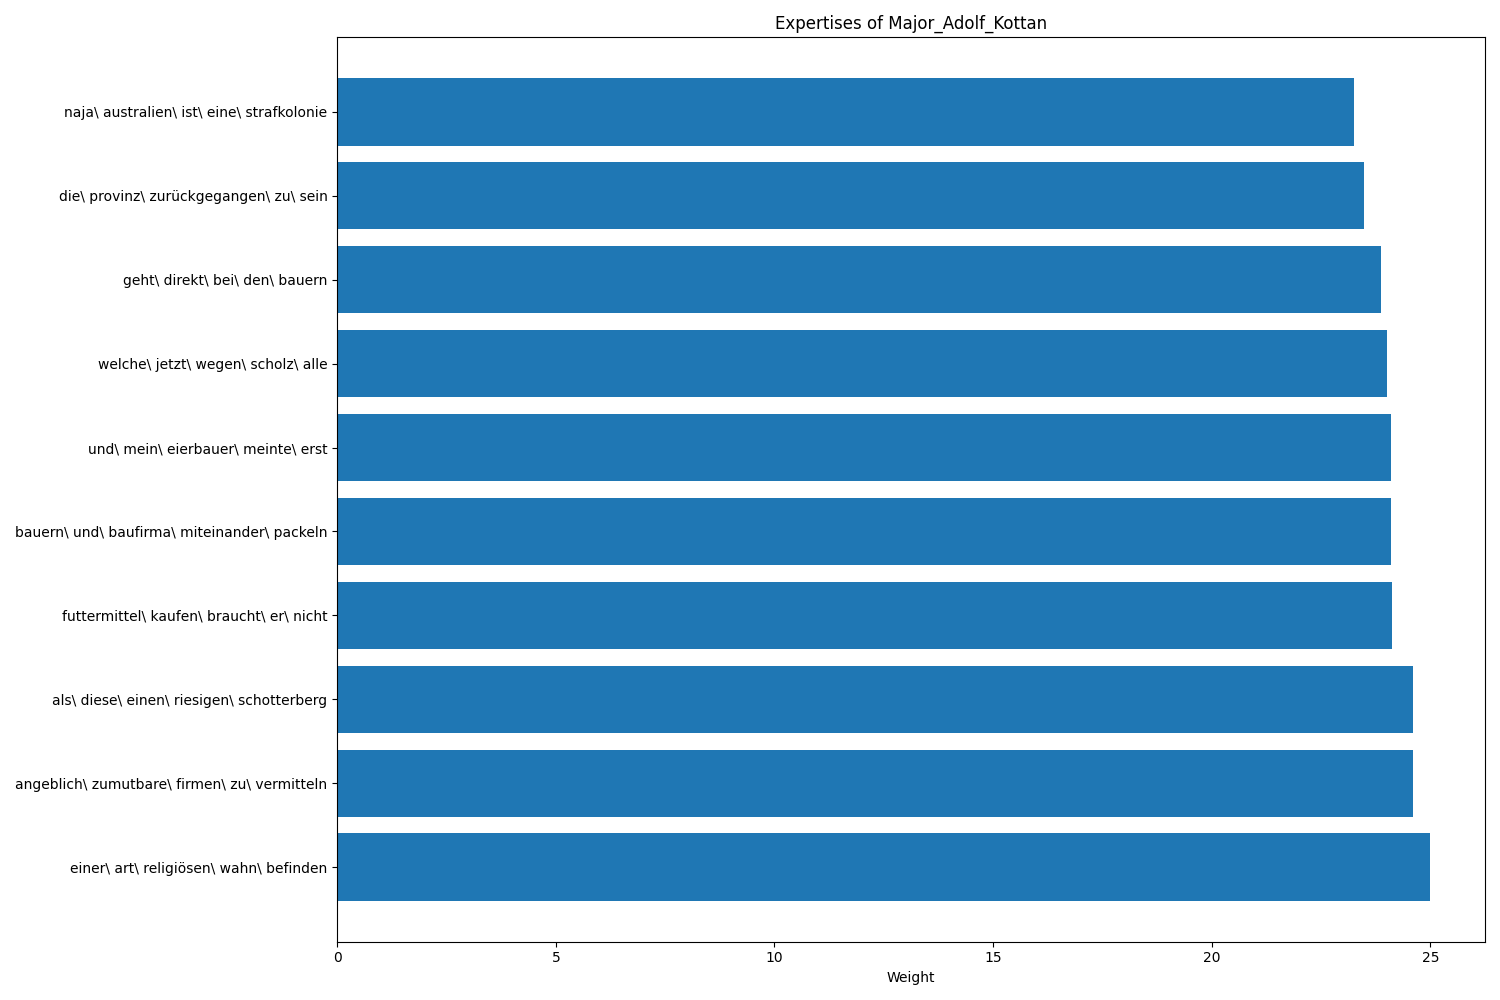 Expertises of Major_Adolf_Kottan
naja\ australien\ ist\ eine\ strafkolonie
die\ provinz\ zurückgegangen\ zu\ sein
geht\ direkt\ bei\ den\ bauern
welche\ jetzt\ wegen\ scholz\ alle
und\ mein\ eierbauer\ meinte\ erst
bauern\ und\ baufirma\ miteinander\ packeln
futtermittel\ kaufen\ braucht\ er\ nicht
als\ diese\ einen\ riesigen\ schotterberg
angeblich\ zumutbare\ firmen\ zu\ vermitteln
einer\ art\ religiösen\ wahn\ befinden
0 5 10 15 20 25
Weight